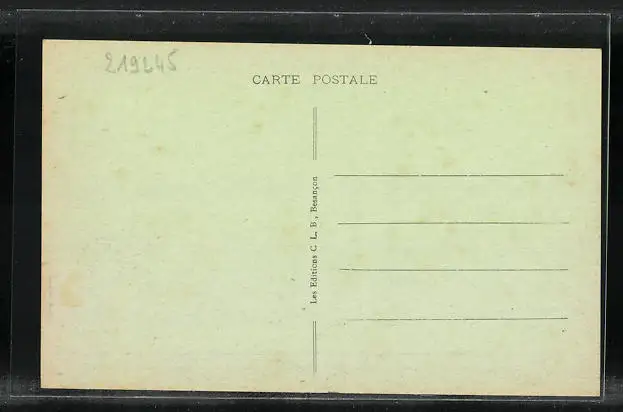 219245
CARTE POSTALE
Les Editions C. L. B., Besançon